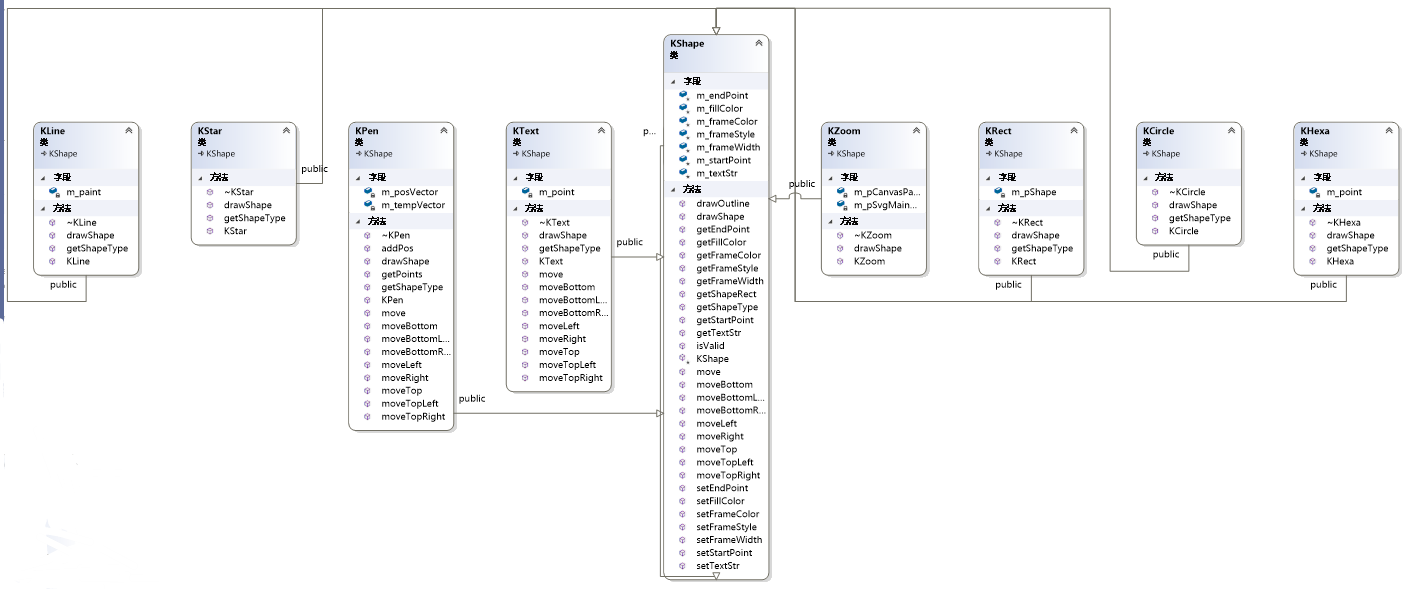 KLine
类
KShape
字段
m_paint
方法
~KLine
drawShape
getShapeType
KLine
public
KStar
类
KShape
方法
~KStar
drawShape
getShapeType
KStar
public
KPen
类
KShape
字段
m_posVector
m_tempVector
方法
~KPen
addPos
drawShape
getPoints
getShapeType
KPen
move
moveBottom
moveBottomL...
moveBottomR...
moveLeft
moveRight
moveTop
moveTopLeft
moveTopRight
public
KText
类
KShape
字段
m_point
方法
~KText
drawShape
getShapeType
KText
move
moveBottom
moveBottomL...
moveBottomR...
moveLeft
moveRight
moveTop
moveTopLeft
moveTopRight
public
p...
KShape
类
字段
m_endPoint
m_fillColor
m_frameColor
m_frameStyle
m_frameWidth
m_startPoint
m_textStr
方法
drawOutline
drawShape
getEndPoint
getFillColor
getFrameColor
getFrameStyle
getFrameWidth
getShapeRect
getShapeType
getStartPoint
getTextStr
isValid
KShape
move
moveBottom
moveBottomL...
moveBottomR...
moveLeft
moveRight
moveTop
moveTopLeft
moveTopRight
setEndPoint
setFillColor
setFrameColor
setFrameStyle
setFrameWidth
setStartPoint
setTextStr
public
KZoom
类
KShape
字段
m_pCanvasPa...
m_pSvgMain...
方法
~KZoom
drawShape
KZoom
KRect
类
KShape
字段
m_pShape
方法
~KRect
drawShape
getShapeType
KRect
public
KCircle
类
KShape
方法
~KCircle
drawShape
getShapeType
KCircle
public
KHexa
类
KShape
字段
m_point
方法
~KHexa
drawShape
getShapeType
KHexa
public